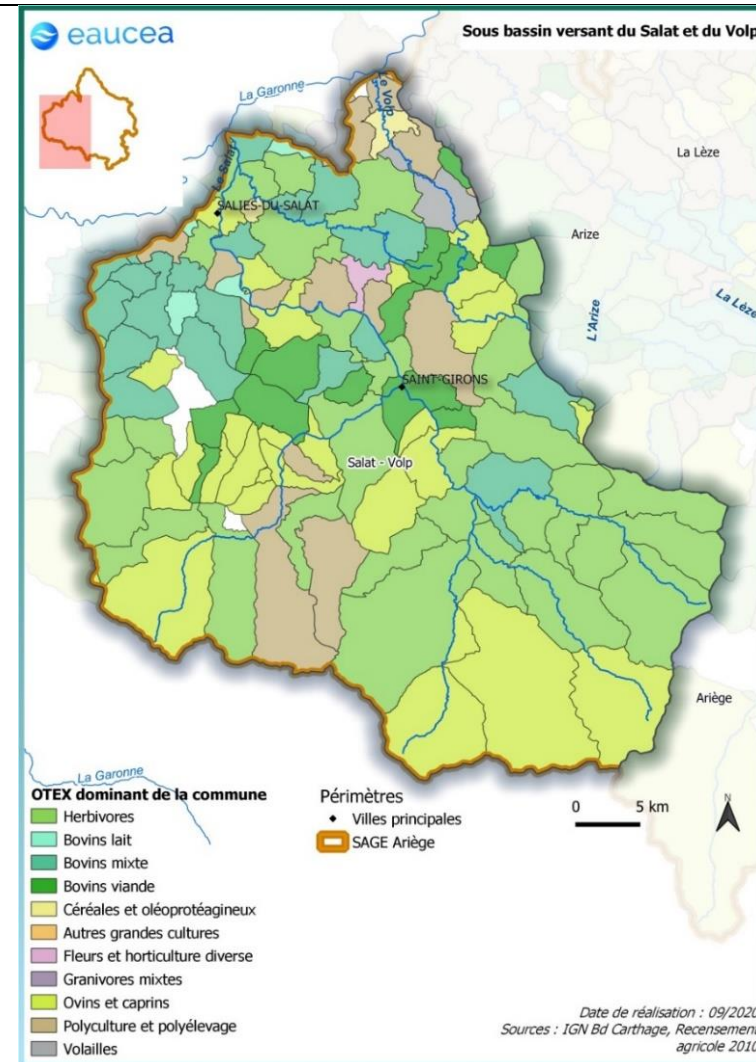 eaucea
Sous bassin versant du Salat et du Volp
La Garonne
Le Volp
La Lèze
Le Salat
SALIES-DU-SALAT
Arize
L'Arize
La Lèze
SAINT-GIRONS
Salat - Volp
Ariège
La Garonne
OTEX dominant de la commune
Herbivores
Bovins lait
Bovins mixte
Bovins viande
Céréales et oléoprotéagineux
Autres grandes cultures
Fleurs et horticulture diverse
Granivores mixtes
Ovins et caprins
Polyculture et polyélevage
Volailles
Périmètres
Villes principales
SAGE Ariège
0 5 km
N
Date de réalisation : 09/2020
Sources : IGN Bd Carthage, Recensement
agricole 2010